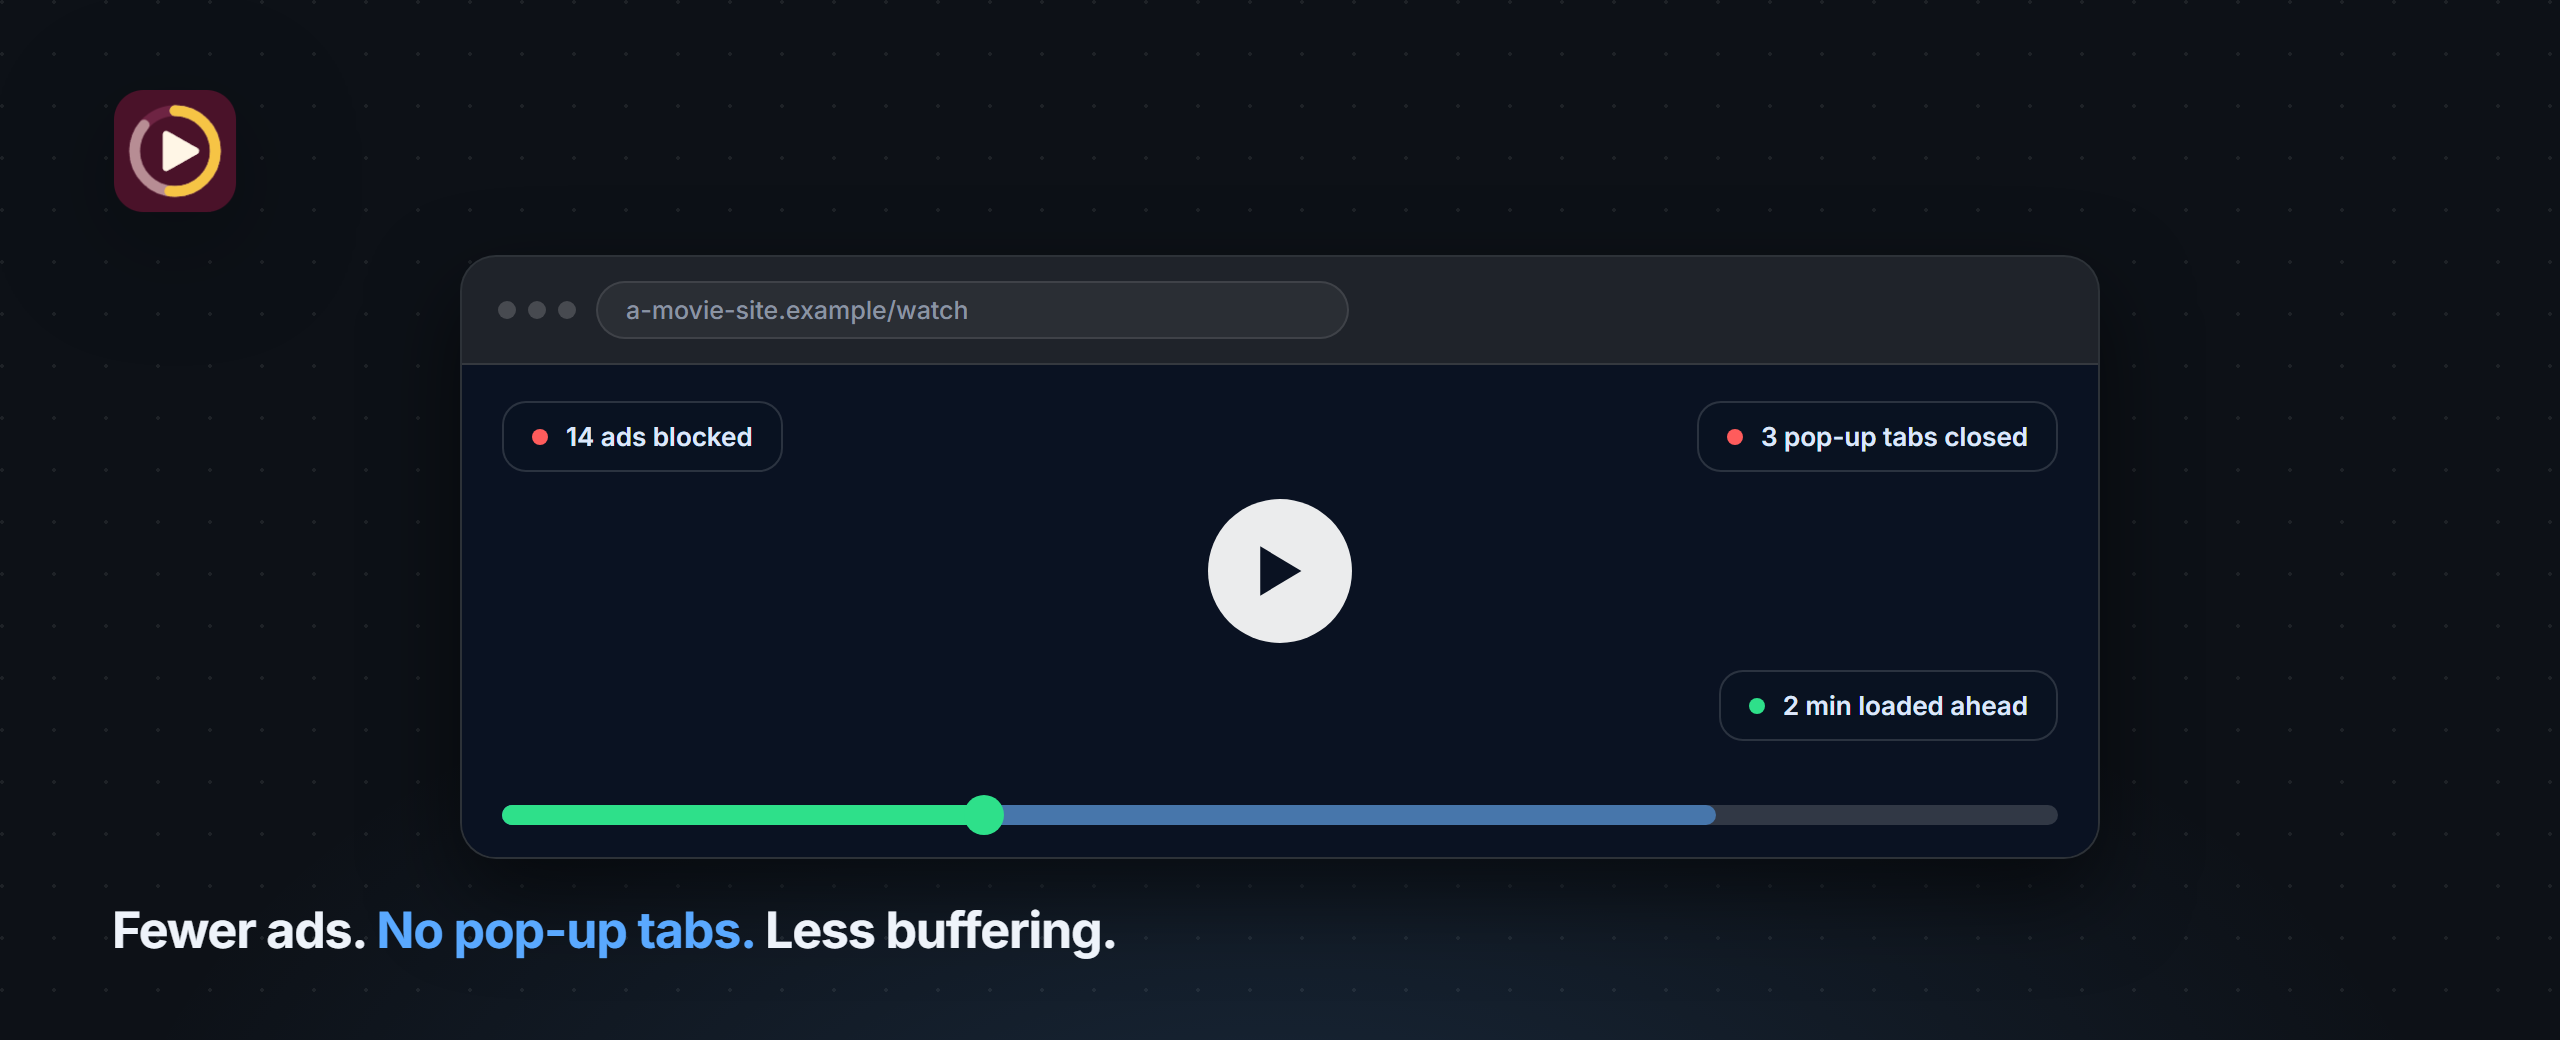 a-movie-site.example/watch
14 ads blocked
3 pop-up tabs closed
2 min loaded ahead
Fewer ads. No pop-up tabs. Less buffering.